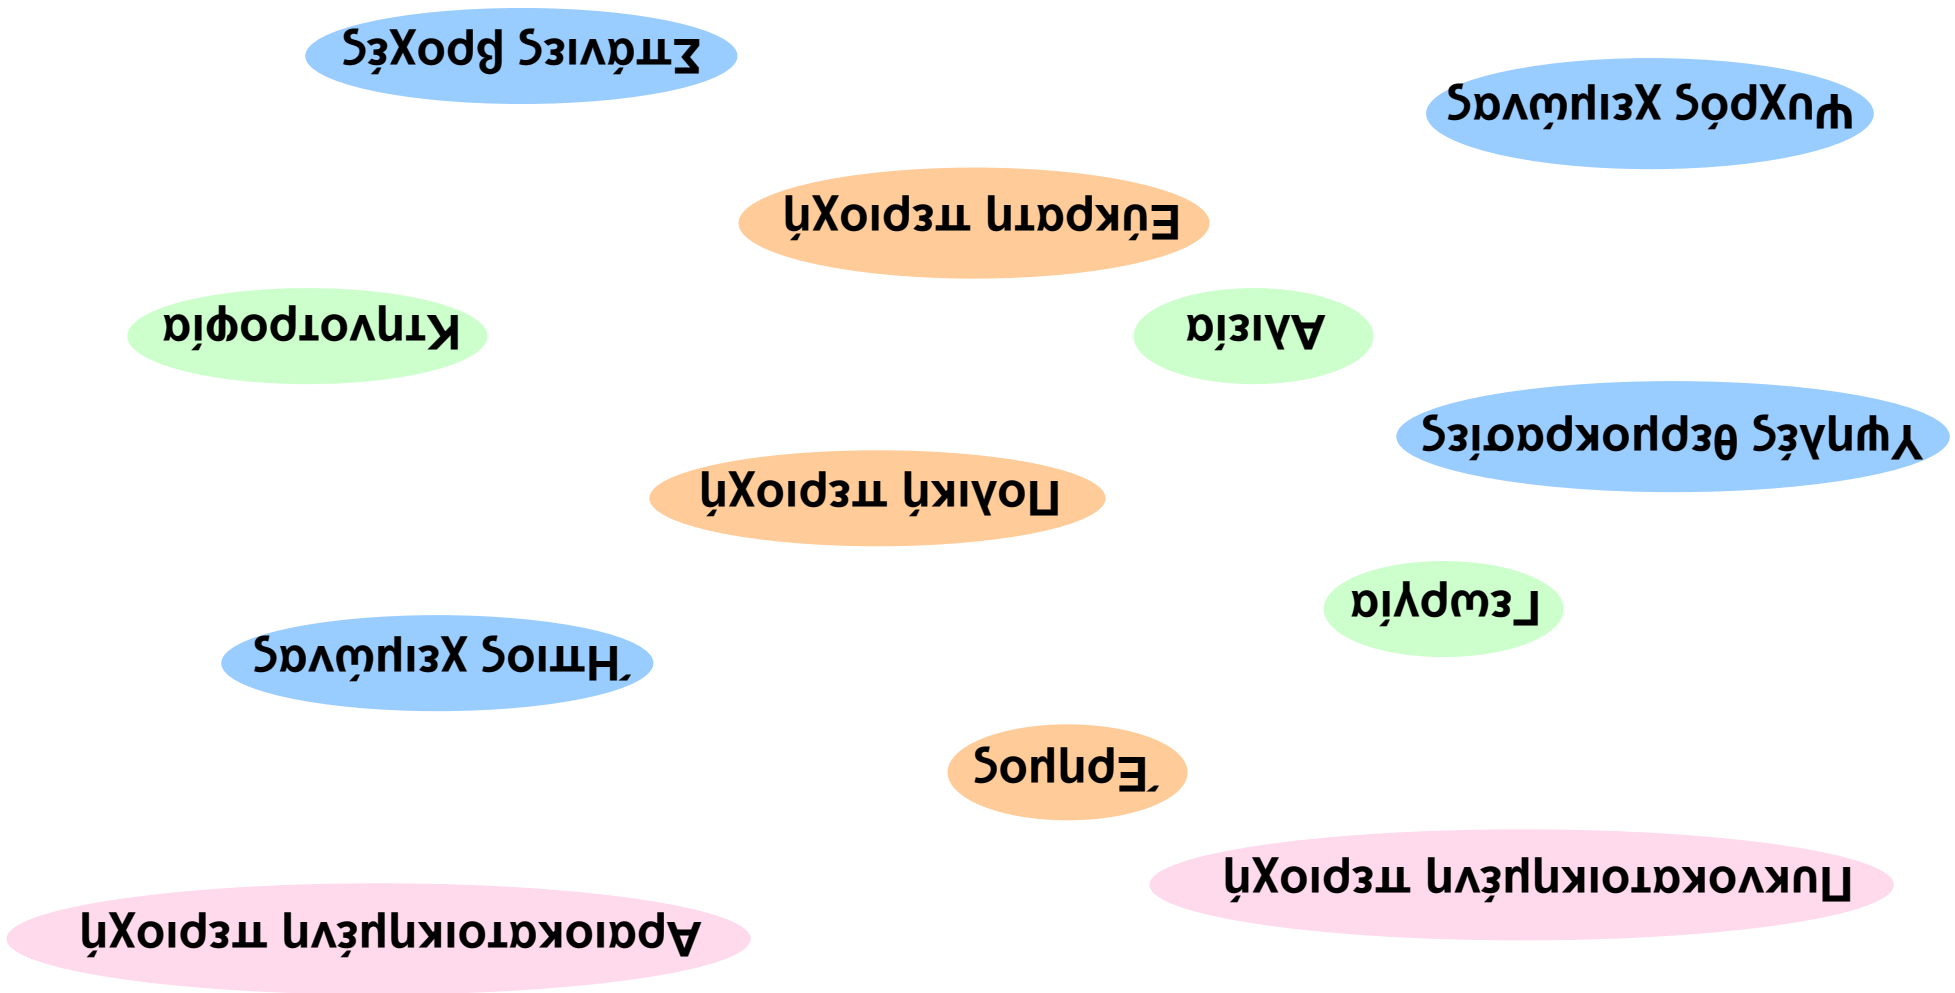 Αραιοκατοικημένη περιοχή
Πυκνοκατοικημένη περιοχή
Έρημος
Ήπιος χειμώνας
Γεωργία
Πολική περιοχή
Υψηλές θερμοκρασίες
Αλιεία
Κτηνοτροφία
Εύκρατη περιοχή
Ψυχρός χειμώνας
Σπάνιες βροχές